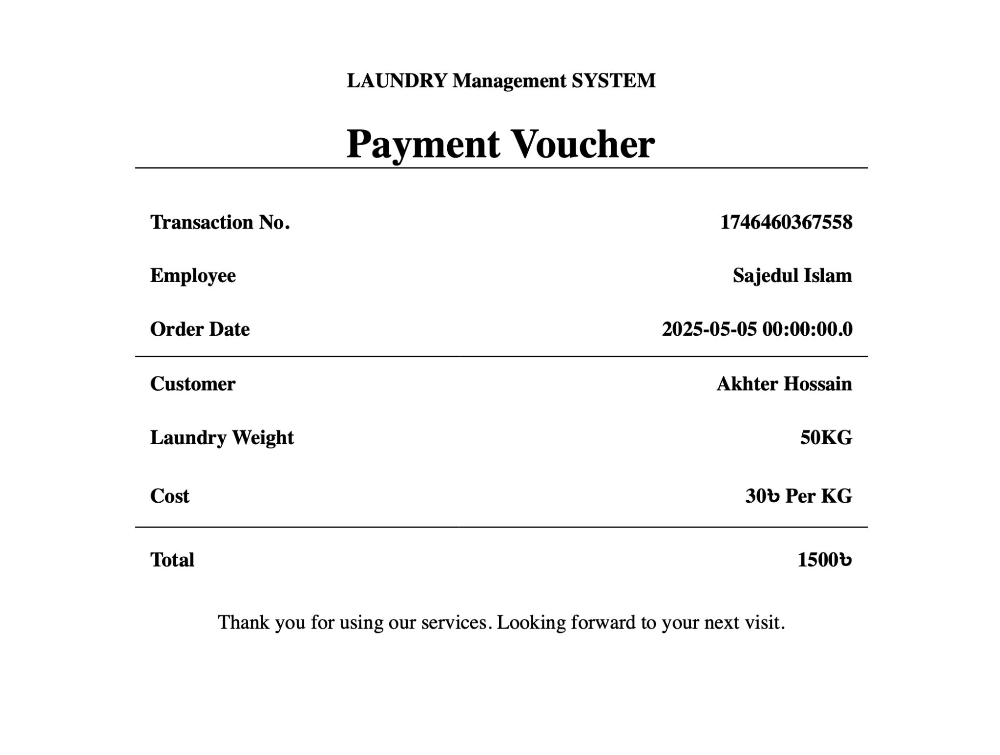 LAUNDRY Management SYSTEM
Payment Voucher
Transaction No. 1746460367558
Employee Sajedul Islam
Order Date 2025-05-05 00:00:00.0
Customer Akhter Hossain
Laundry Weight 50KG
Cost 30৳ Per KG
Total 1500৳
Thank you for using our services. Looking forward to your next visit.